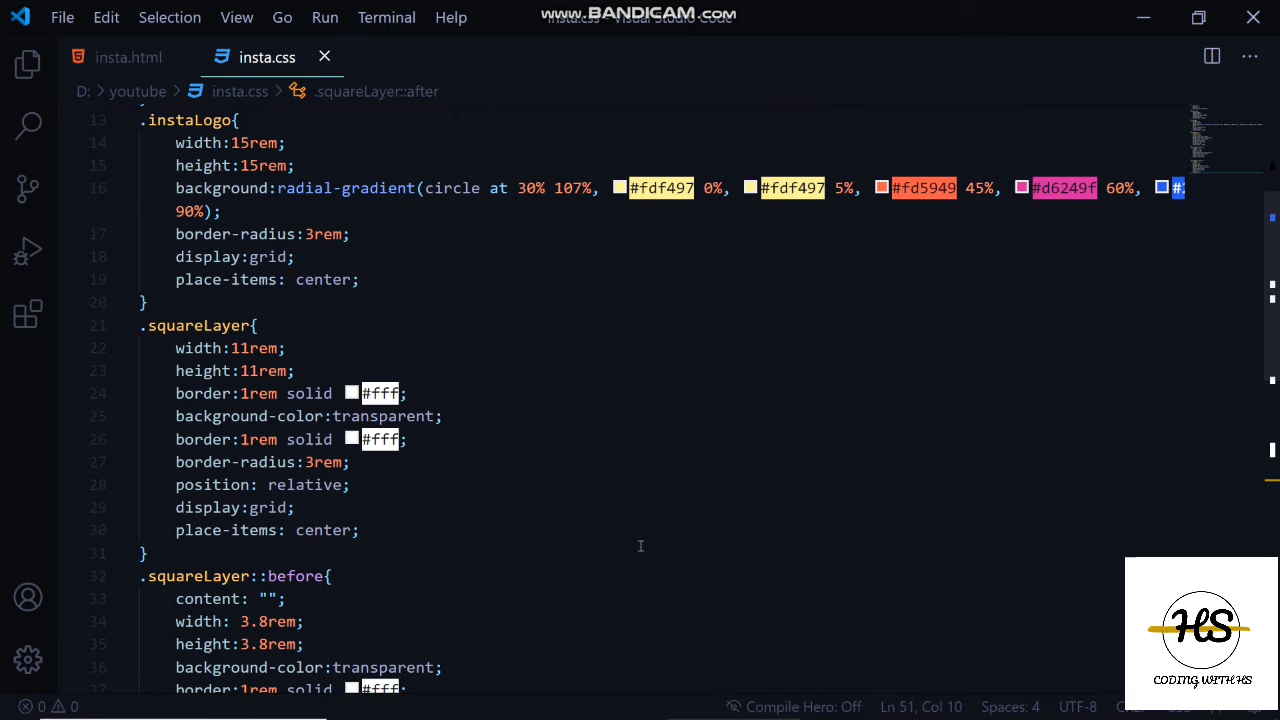 File Edit Selection View Go Run Terminal Help
www.BANDICAM.com
insta.html
insta.css
D: > youtube > insta.css > .squareLayer::after
13 .instaLogo{
14 width:15rem;
15 height:15rem;
16 background:radial-gradient(circle at 30% 107%, #fdf497 0%, #fdf497 5%, #fd5949 45%, #d6249f 60%,
90%);
17 border-radius:3rem;
18 display:grid;
19 place-items: center;
20 }
21 .squareLayer{
22 width:11rem;
23 height:11rem;
24 border:1rem solid #fff;
25 background-color:transparent;
26 border:1rem solid #fff;
27 border-radius:3rem;
28 position: relative;
29 display:grid;
30 place-items: center;
31 }
32 .squareLayer::before{
33 content: "";
34 width: 3.8rem;
35 height:3.8rem;
36 background-color:transparent;
37 border:1rem solid #fff;
HS
CODING WITH HS
0 0 Compile Hero: Off Ln 51, Col 10 Spaces: 4 UTF-8